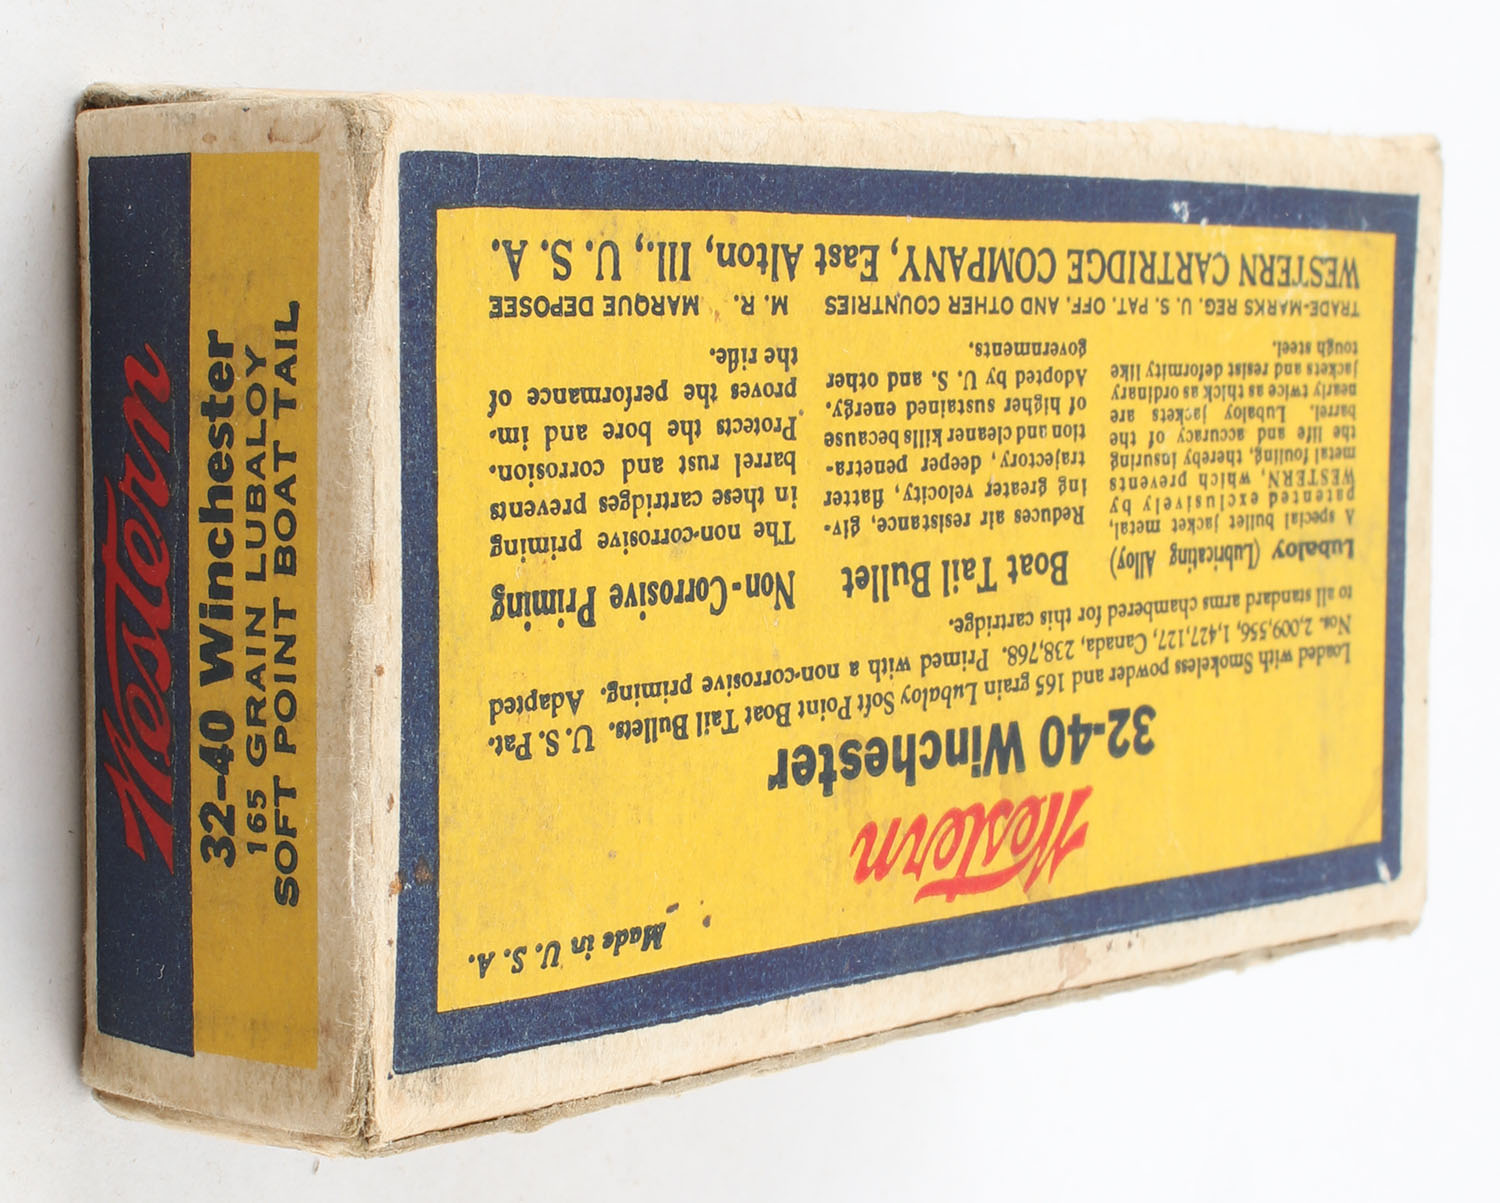 Western
32-40 Winchester
165 GRAIN LUBALOY
SOFT POINT BOAT TAIL
Made in U. S. A.
Western
32-40 Winchester
Loaded with Smokeless powder and 165 grain Lubaloy Soft Point Boat Tail Bullets. U. S. Pat.
Nos. 2,009,556, 1,427,127, Canada, 238,768. Primed with a non-corrosive priming. Adapted
to all standard arms chambered for this cartridge.
Lubaloy (Lubricating Alloy)
A special bullet jacket metal,
patented exclusively by
WESTERN, which prevents
metal fouling, thereby insuring
the life and accuracy of the
barrel. Lubaloy jackets are
nearly twice as thick as ordinary
jackets and resist deformity like
tough steel.
Boat Tail Bullet
Reduces air resistance, giv-
ing greater velocity, flatter
trajectory, deeper penetra-
tion and cleaner kills because
of higher sustained energy.
Adopted by U. S. and other
governments.
Non-Corrosive Priming
The non-corrosive priming
in these cartridges prevents
barrel rust and corrosion.
Protects the bore and im-
proves the performance of
the rifle.
TRADE-MARKS REG. U. S. PAT. OFF. AND OTHER COUNTRIES M. R. MARQUE DEPOSEE
WESTERN CARTRIDGE COMPANY, East Alton, Ill., U. S. A.